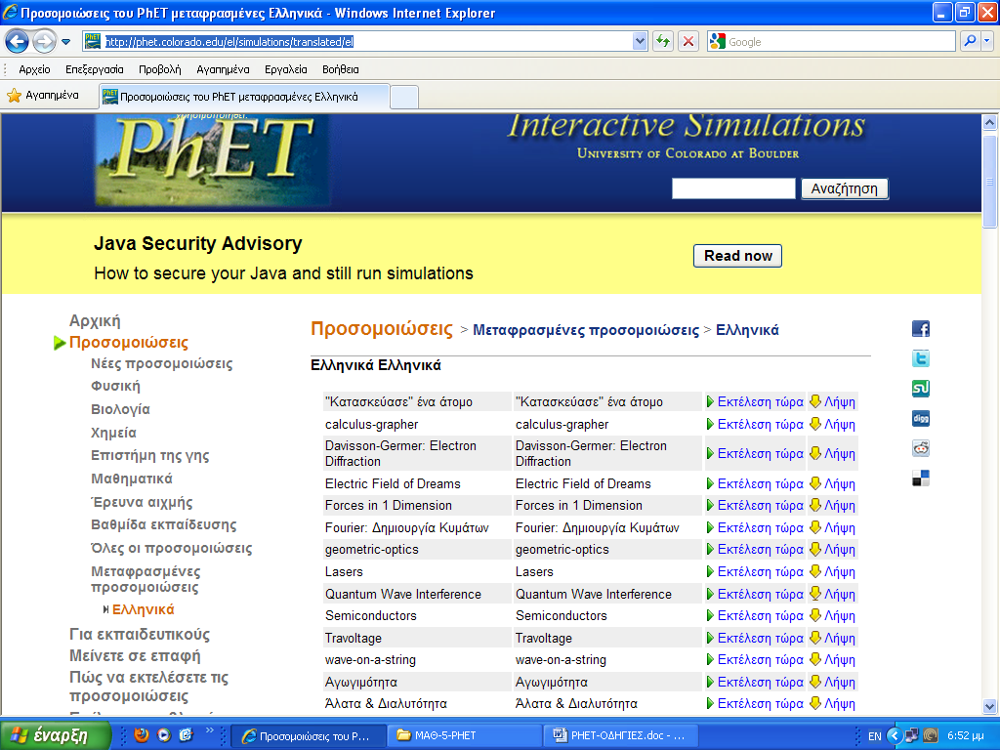 Προσομοιώσεις του PhET μεταφρασμένες Ελληνικά - Windows Internet Explorer
http://phet.colorado.edu/el/simulations/translated/el
Google
Αρχείο Επεξεργασία Προβολή Αγαπημένα Εργαλεία Βοήθεια
Αγαπημένα
Προσομοιώσεις του PhET μεταφρασμένες Ελληνικά
PhET
Interactive Simulations
University of Colorado at Boulder
Αναζήτηση
Java Security Advisory
How to secure your Java and still run simulations
Read now
Αρχική
Προσομοιώσεις
Νέες προσομοιώσεις
Φυσική
Βιολογία
Χημεία
Επιστήμη της γης
Μαθηματικά
Έρευνα αιχμής
Βαθμίδα εκπαίδευσης
Όλες οι προσομοιώσεις
Μεταφρασμένες
προσομοιώσεις
Ελληνικά
Για εκπαιδευτικούς
Μείνετε σε επαφή
Πώς να εκτελέσετε τις
προσομοιώσεις
Προσομοιώσεις > Μεταφρασμένες προσομοιώσεις > Ελληνικά
Ελληνικά Ελληνικά
"Κατασκεύασε" ένα άτομο "Κατασκεύασε" ένα άτομο Εκτέλεση τώρα Λήψη
calculus-grapher calculus-grapher Εκτέλεση τώρα Λήψη
Davisson-Germer: Electron Davisson-Germer: Electron Εκτέλεση τώρα Λήψη
Diffraction Diffraction
Electric Field of Dreams Electric Field of Dreams Εκτέλεση τώρα Λήψη
Forces in 1 Dimension Forces in 1 Dimension Εκτέλεση τώρα Λήψη
Fourier: Δημιουργία Κυμάτων Fourier: Δημιουργία Κυμάτων Εκτέλεση τώρα Λήψη
geometric-optics geometric-optics Εκτέλεση τώρα Λήψη
Lasers Lasers Εκτέλεση τώρα Λήψη
Quantum Wave Interference Quantum Wave Interference Εκτέλεση τώρα Λήψη
Semiconductors Semiconductors Εκτέλεση τώρα Λήψη
Travoltage Travoltage Εκτέλεση τώρα Λήψη
wave-on-a-string wave-on-a-string Εκτέλεση τώρα Λήψη
Αγωγιμότητα Αγωγιμότητα Εκτέλεση τώρα Λήψη
Άλατα & Διαλυτότητα Άλατα & Διαλυτότητα Εκτέλεση τώρα Λήψη
digg
έναρξη
Προσομοιώσεις του P...
ΜΑΘ-5-PHET
PHET-ΟΔΗΓΙΕΣ.doc - ...
EN
6:52 μμ